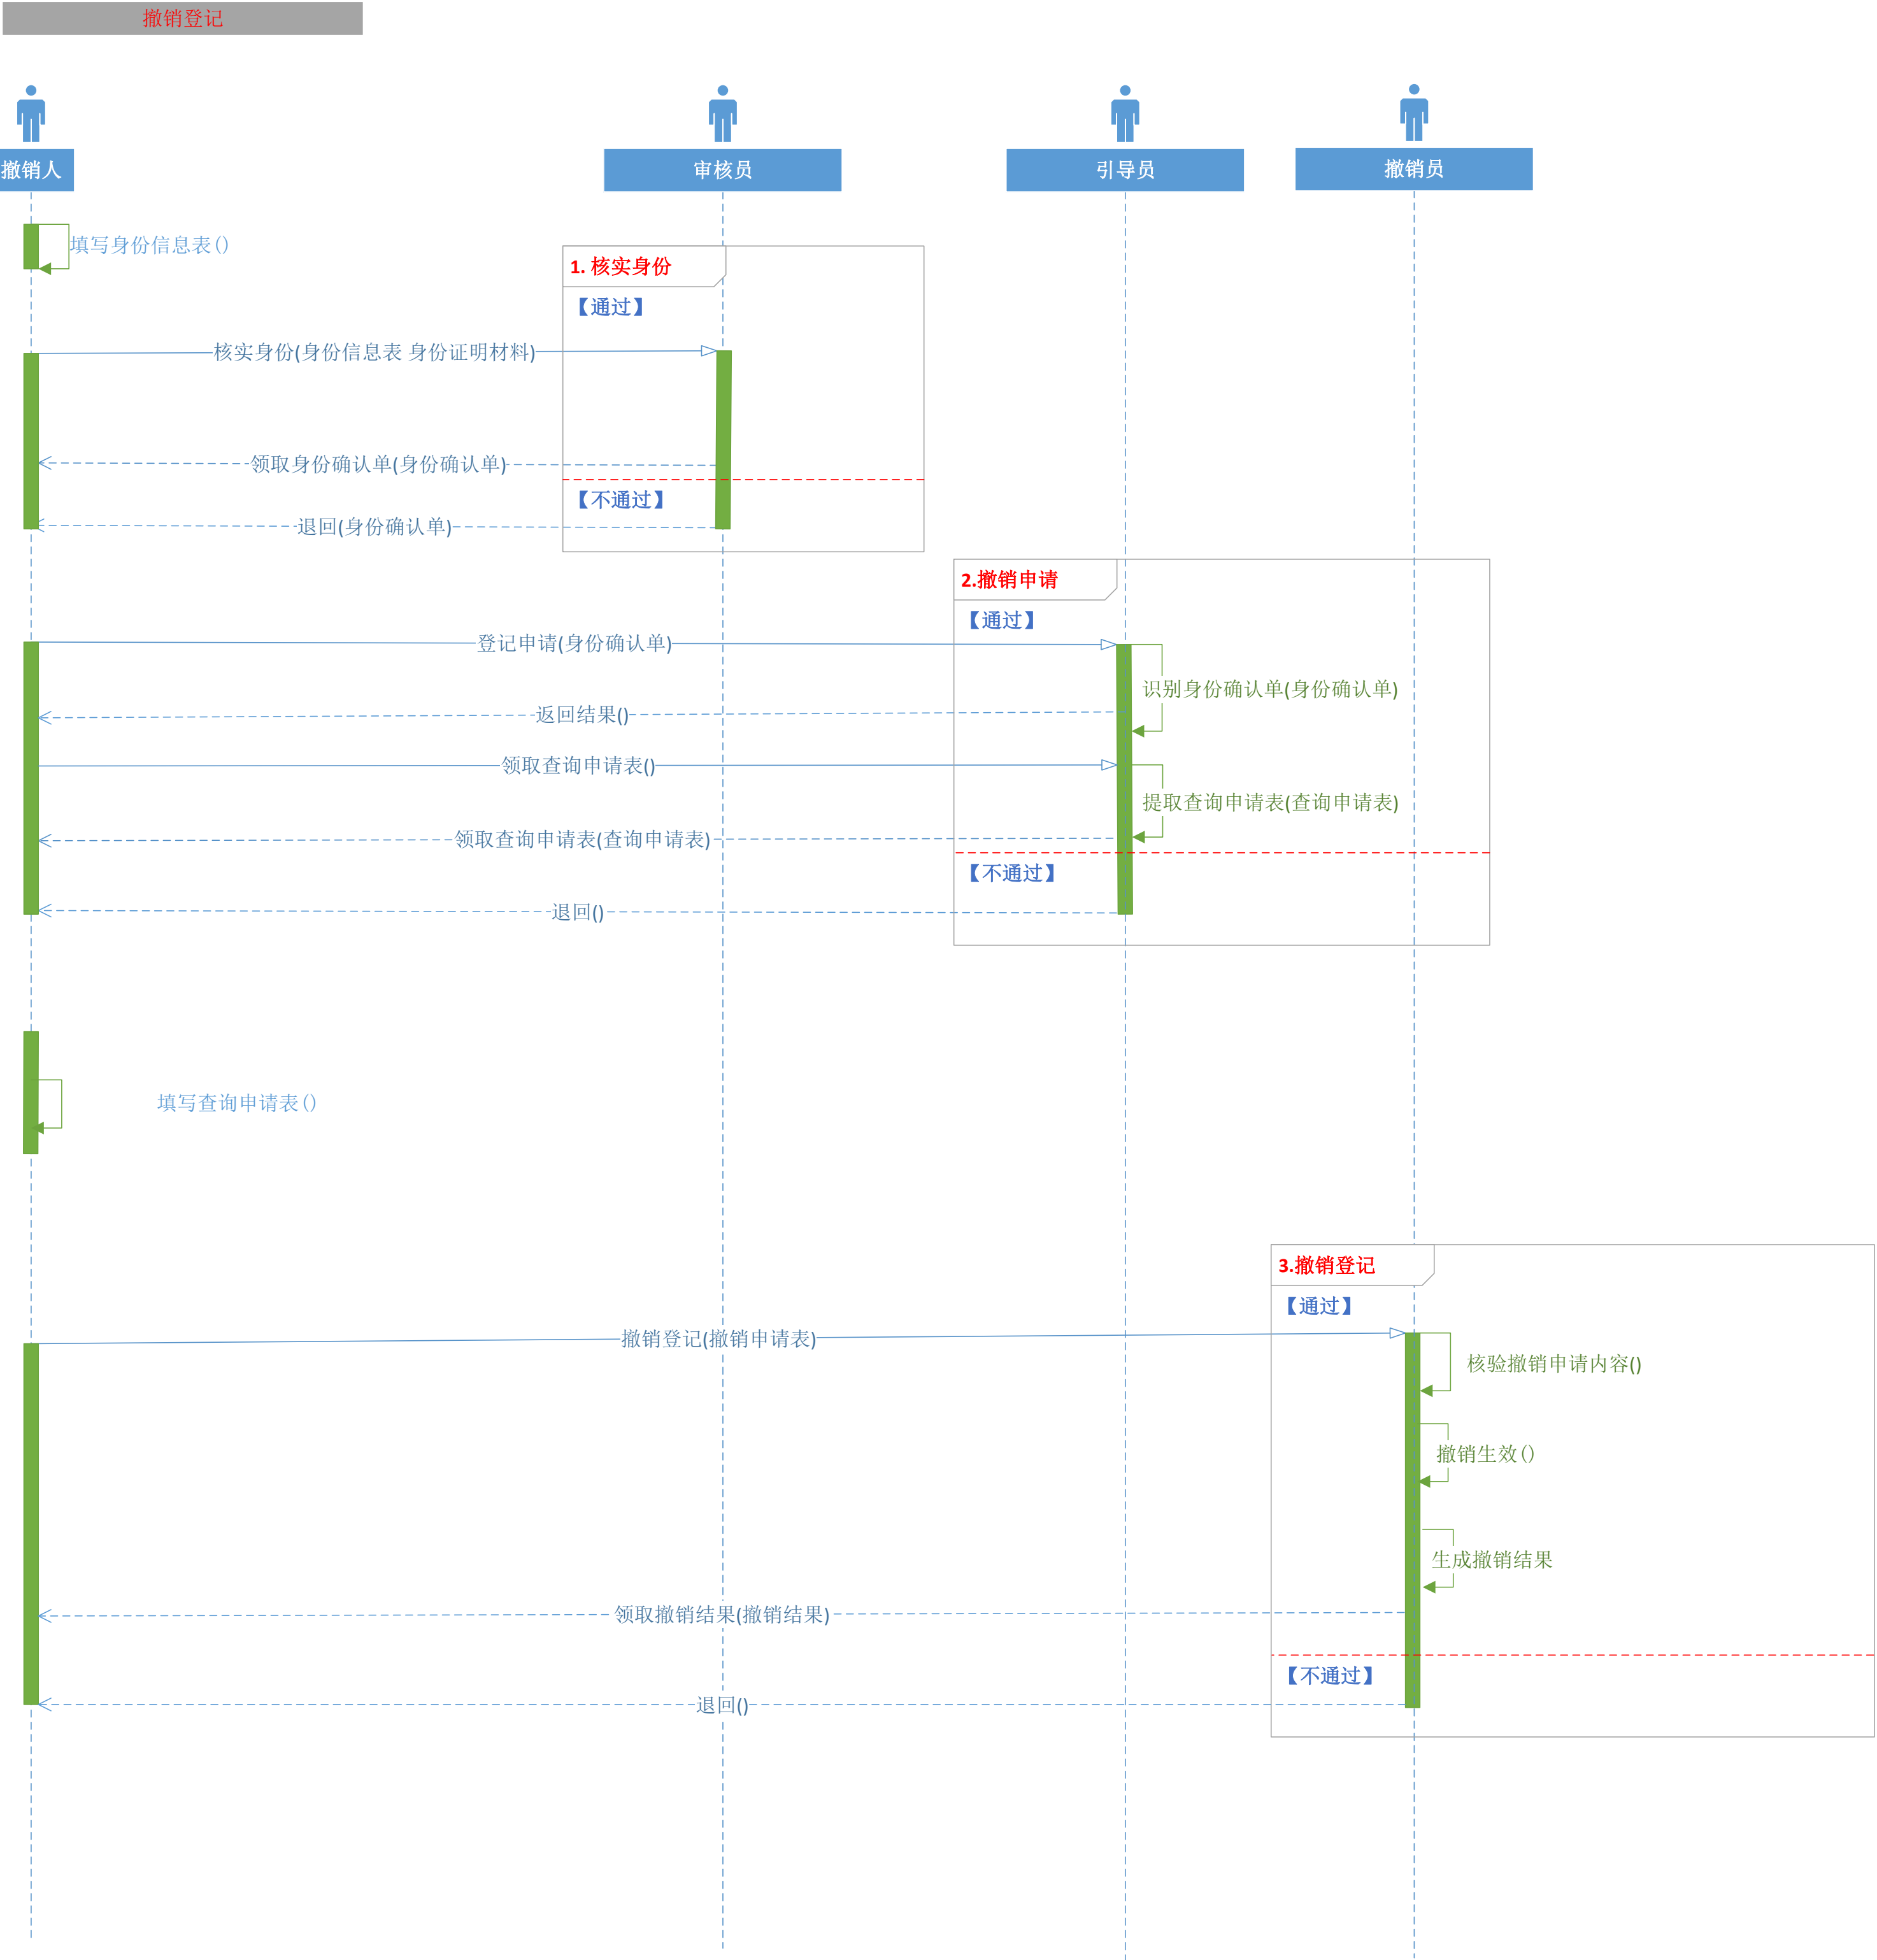 撤销登记
撤销人
审核员
引导员
撤销员
填写身份信息表()
1. 核实身份
【通过】
核实身份(身份信息表 身份证明材料)
领取身份确认单(身份确认单)
【不通过】
退回(身份确认单)
2.撤销申请
【通过】
登记申请(身份确认单)
识别身份确认单(身份确认单)
返回结果()
领取查询申请表()
提取查询申请表(查询申请表)
领取查询申请表(查询申请表)
【不通过】
退回()
填写查询申请表()
3.撤销登记
【通过】
撤销登记(撤销申请表)
核验撤销申请内容()
撤销生效()
生成撤销结果
领取撤销结果(撤销结果)
【不通过】
退回()